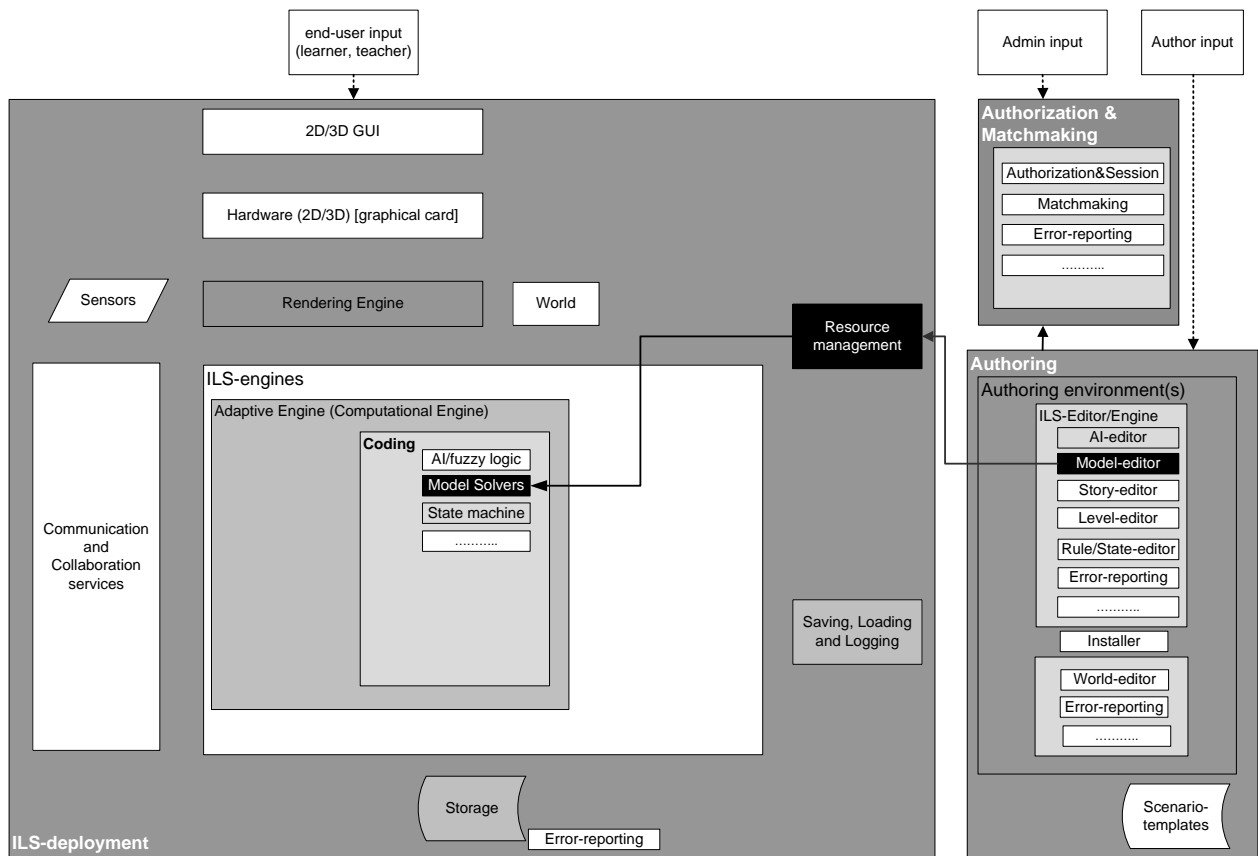 end-user input
(learner, teacher)
Admin input
Author input
2D/3D GUI
Hardware (2D/3D) [graphical card]
Sensors
Rendering Engine
World
Resource
management
Communication
and
Collaboration
services
ILS-engines
Adaptive Engine (Computational Engine)
Coding
AI/fuzzy logic
Model Solvers
State machine
...........
Saving, Loading
and Logging
Storage
Error-reporting
ILS-deployment
Authorization &
Matchmaking
Authorization&Session
Matchmaking
Error-reporting
...........
Authoring
Authoring environment(s)
ILS-Editor/Engine
AI-editor
Model-editor
Story-editor
Level-editor
Rule/State-editor
Error-reporting
...........
Installer
World-editor
Error-reporting
...........
Scenario-
templates